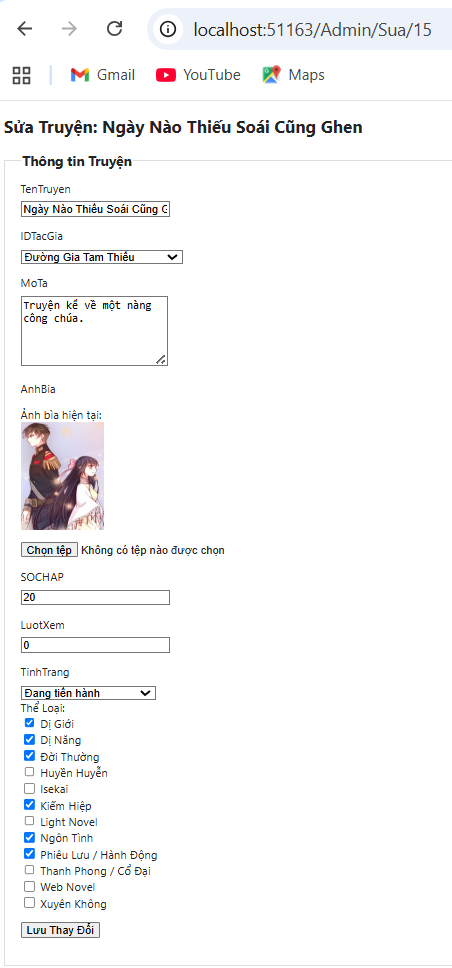 localhost:51163/Admin/Sua/15
Gmail YouTube Maps
Sửa Truyện: Ngày Nào Thiếu Soái Cũng Ghen
Thông tin Truyện
TenTruyen
Ngày Nào Thiếu Soái Cũng G
IDTacGia
Đường Gia Tam Thiếu
MoTa
Truyện kể về một nàng
công chúa.
AnhBia
Ảnh bìa hiện tại:
Chọn tệp Không có tệp nào được chọn
SOCHAP
20
LuotXem
0
TinhTrang
Đang tiến hành
Thể Loại:
Dị Giới
Dị Năng
Đời Thường
Huyền Huyễn
Isekai
Kiếm Hiệp
Light Novel
Ngôn Tình
Phiêu Lưu / Hành Động
Thanh Phong / Cổ Đại
Web Novel
Xuyên Không
Lưu Thay Đổi